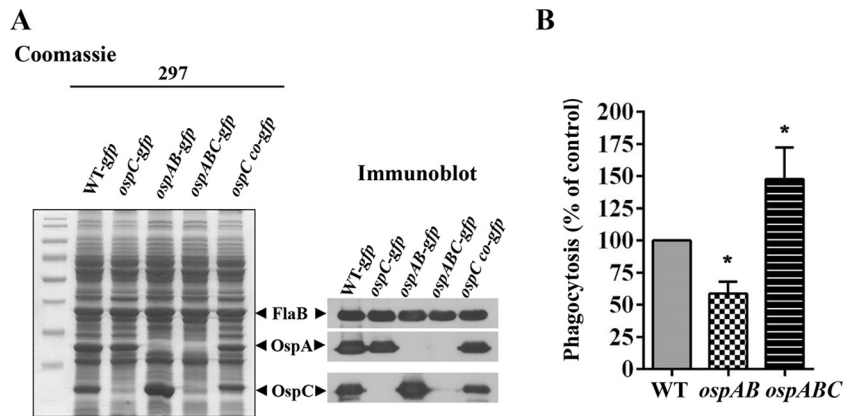 A
Coomassie
297
WT-gfp
ospC-gfp
ospAB-gfp
ospABC-gfp
ospC co-gfp
Immunoblot
WT-gfp
ospC-gfp
ospAB-gfp
ospABC-gfp
ospC co-gfp
FlaB
OspA
OspC
B
Phagocytosis (% of control)
200
175
150
125
100
75
50
25
0
*
*
WT ospAB ospABC